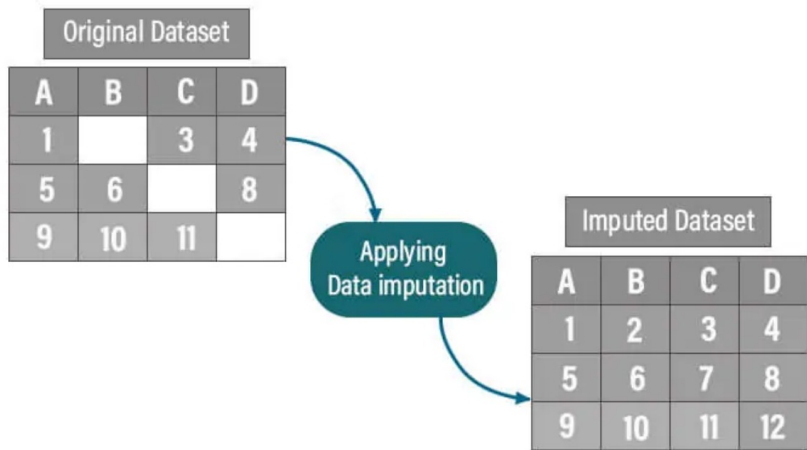 Original Dataset
A B C D
1 3 4
5 6 8
9 10 11
Applying
Data imputation
Imputed Dataset
A B C D
1 2 3 4
5 6 7 8
9 10 11 12